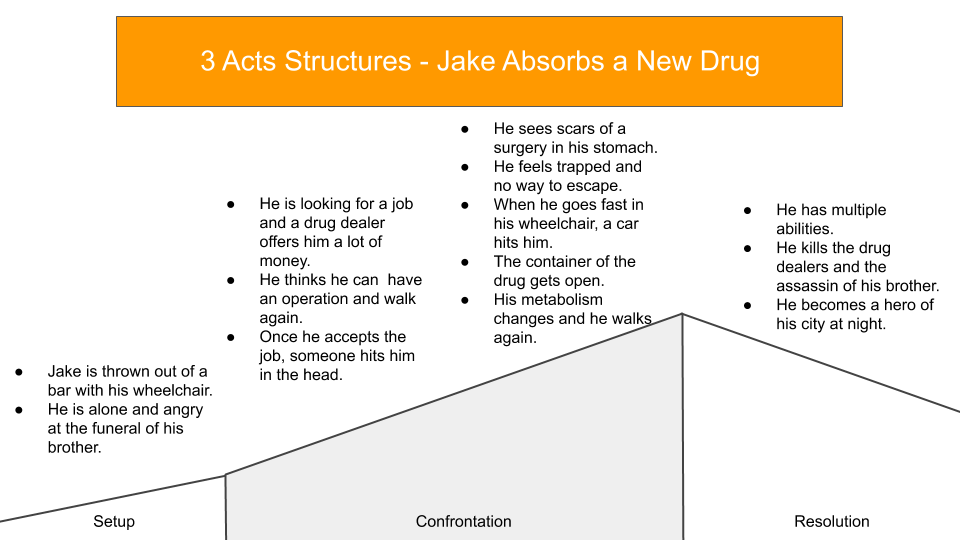 3 Acts Structures - Jake Absorbs a New Drug
● Jake is thrown out of a
bar with his wheelchair.
● He is alone and angry
at the funeral of his
brother.
● He is looking for a job
and a drug dealer
offers him a lot of
money.
● He thinks he can  have
an operation and walk
again.
● Once he accepts the
job, someone hits him
in the head.
● He sees scars of a
surgery in his stomach.
● He feels trapped and
no way to escape.
● When he goes fast in
his wheelchair, a car
hits him.
● The container of the
drug gets open.
● His metabolism
changes and he walks
again.
● He has multiple
abilities.
● He kills the drug
dealers and the
assassin of his brother.
● He becomes a hero of
his city at night.
Setup
Confrontation
Resolution